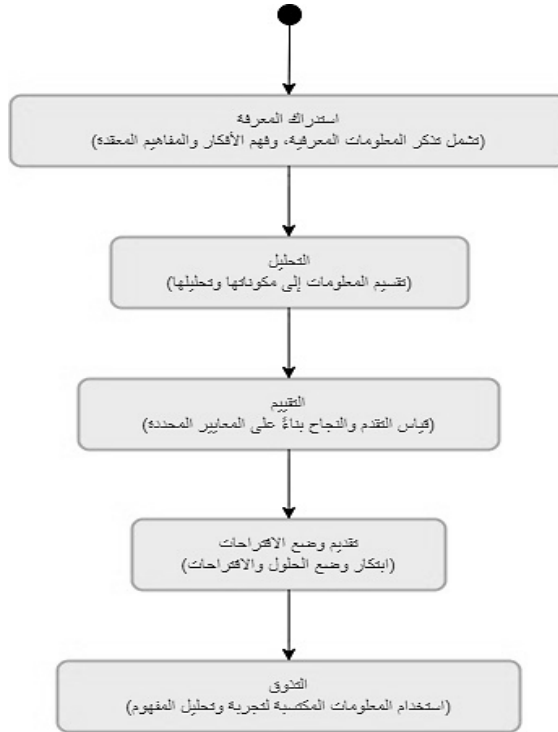 استدراك المعرفة
(تشمل تذكر المعلومات المعرفية، وفهم الأفكار والمفاهيم المعقدة)
التحليل
(تقسيم المعلومات إلى مكوناتها وتحليلها)
التقييم
(قياس التقدم والنجاح بناءً على المعايير المحددة)
تقديم وضع الاقتراحات
(ابتكار وضع الحلول والاقتراحات)
التذوق
(استخدام المعلومات المكتسبة لتجربة وتحليل المفهوم)